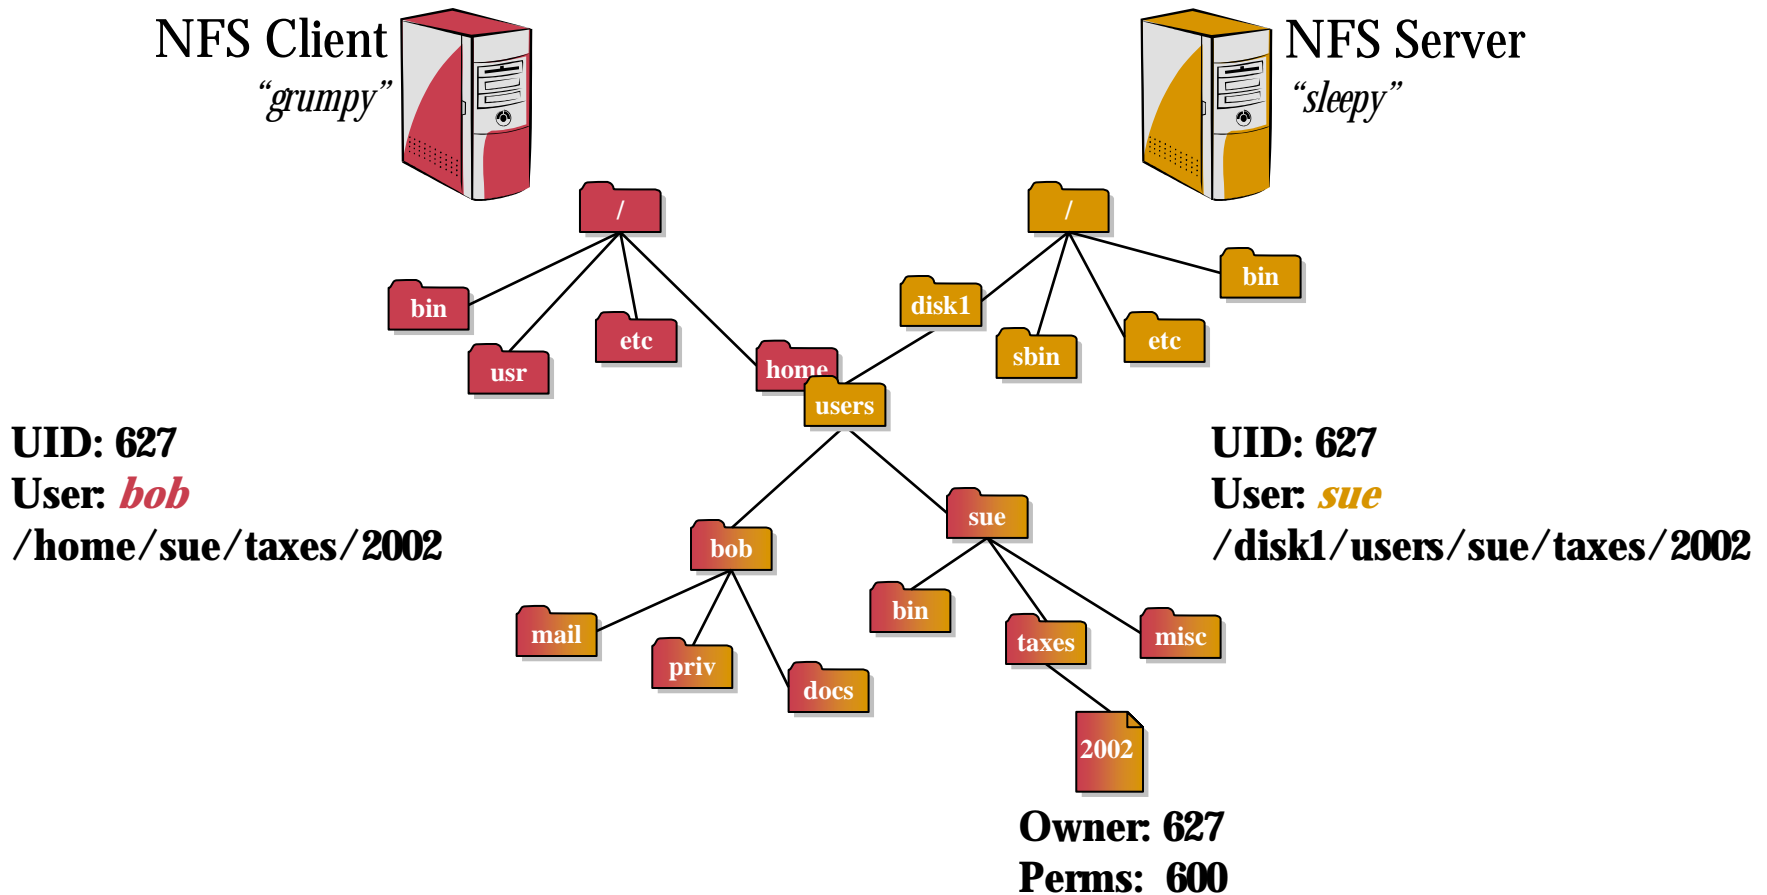 NFS Client
“grumpy”
NFS Server
“sleepy”
/
/
bin
usr
etc
home
disk1
sbin
etc
bin
users
UID: 627
User: bob
/home/sue/taxes/2002
UID: 627
User: sue
/disk1/users/sue/taxes/2002
bob
sue
mail
priv
docs
bin
taxes
misc
2002
Owner: 627
Perms: 600